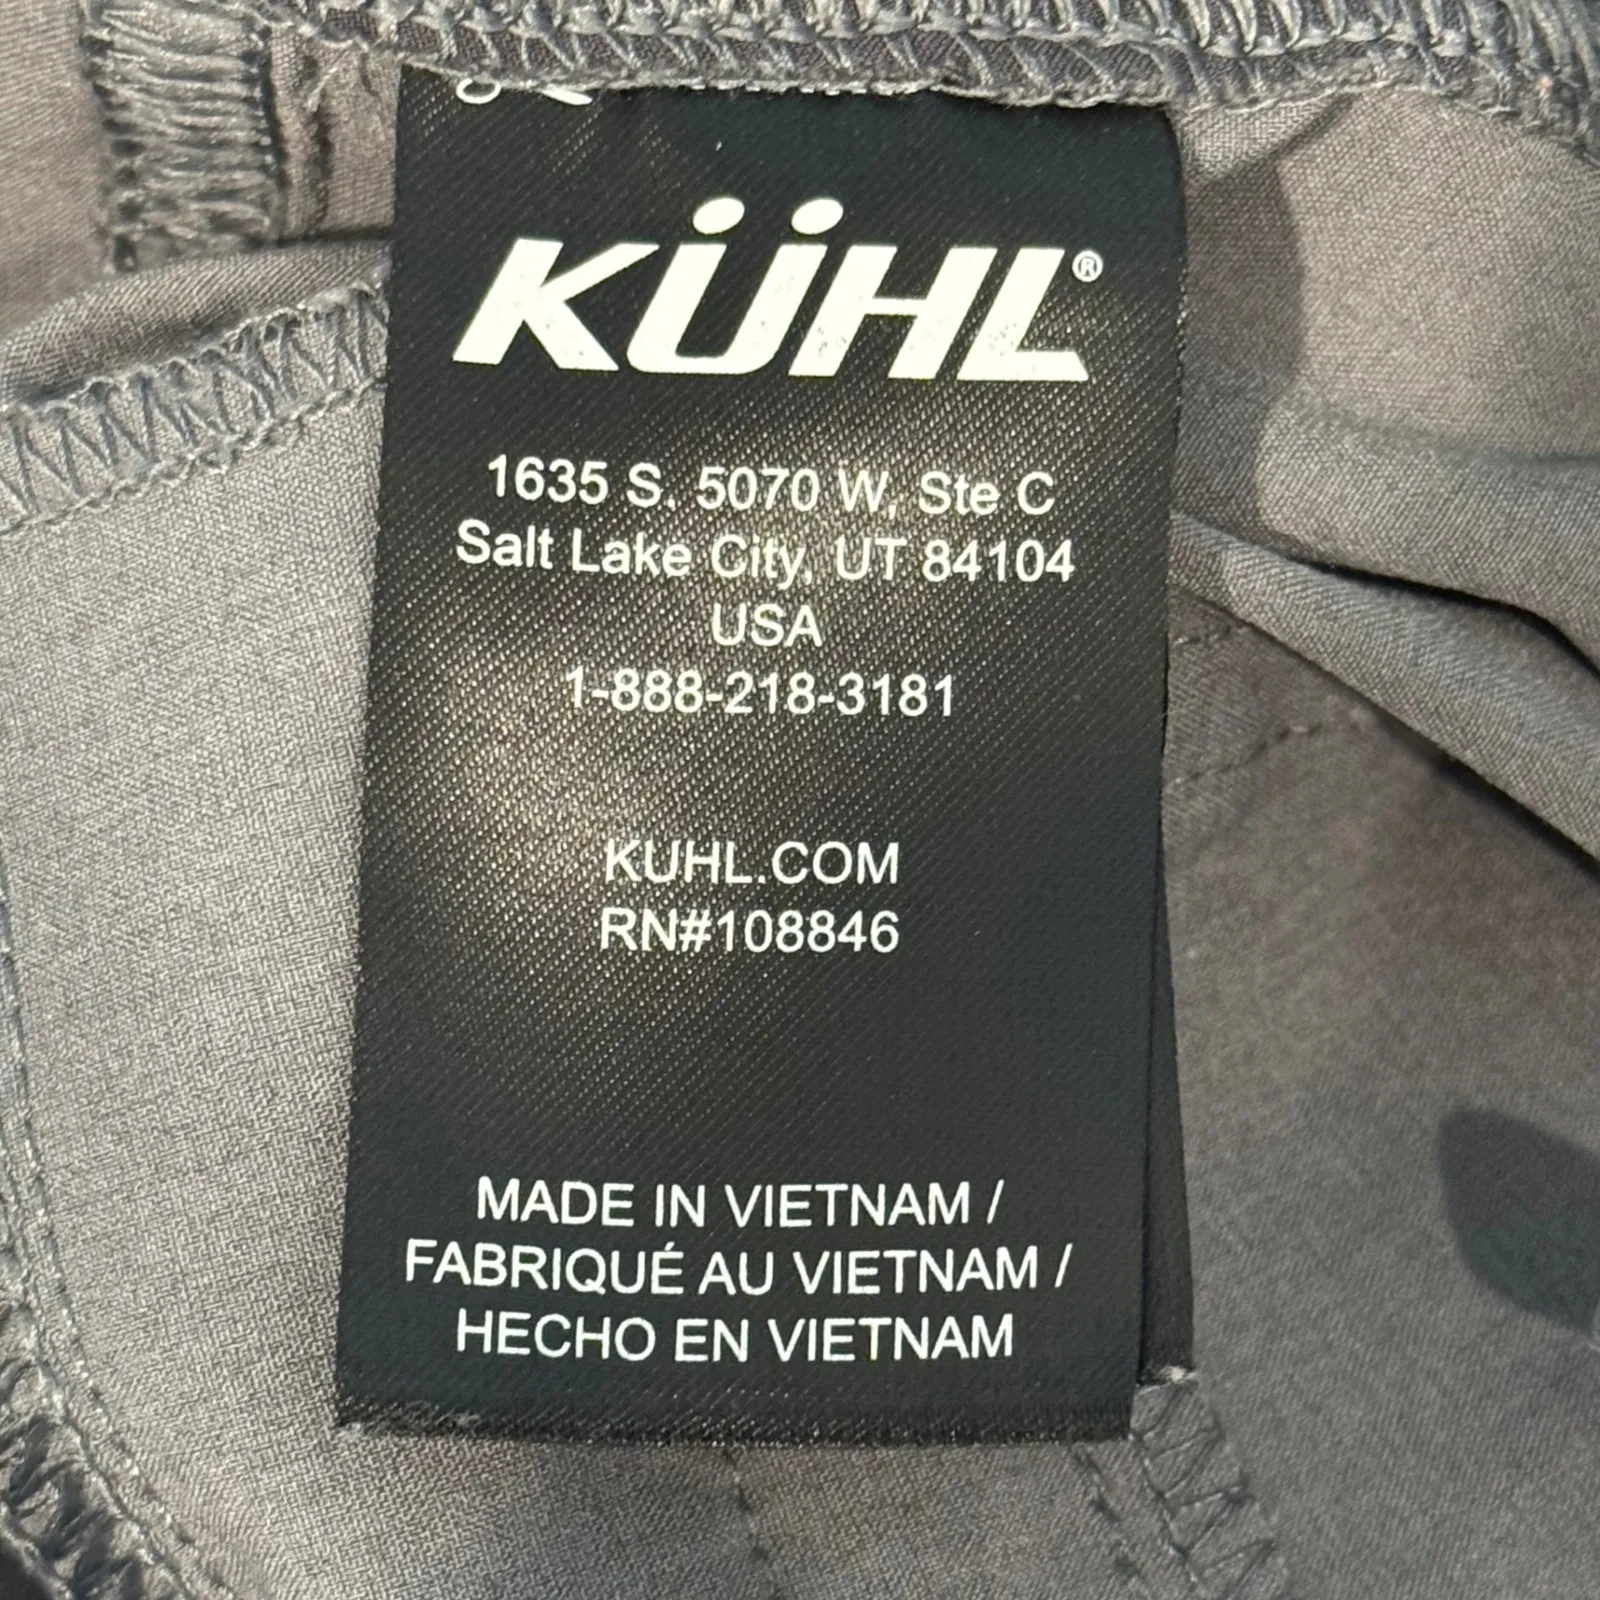 KÜHL®
1635 S. 5070 W, Ste C
Salt Lake City, UT 84104
USA
1-888-218-3181
KUHL.COM
RN#108846
MADE IN VIETNAM /
FABRIQUÉ AU VIETNAM /
HECHO EN VIETNAM